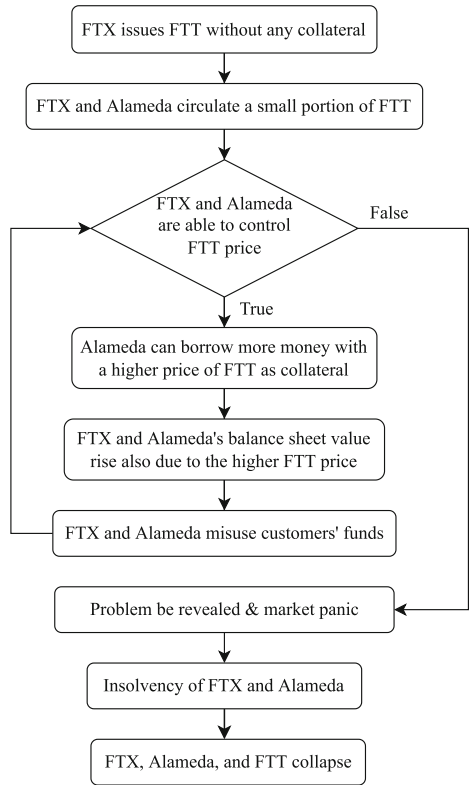 FTX issues FTT without any collateral
FTX and Alameda circulate a small portion of FTT
FTX and Alameda
are able to control
FTT price
False
True
Alameda can borrow more money with
a higher price of FTT as collateral
FTX and Alameda's balance sheet value
rise also due to the higher FTT price
FTX and Alameda misuse customers' funds
Problem be revealed & market panic
Insolvency of FTX and Alameda
FTX, Alameda, and FTT collapse